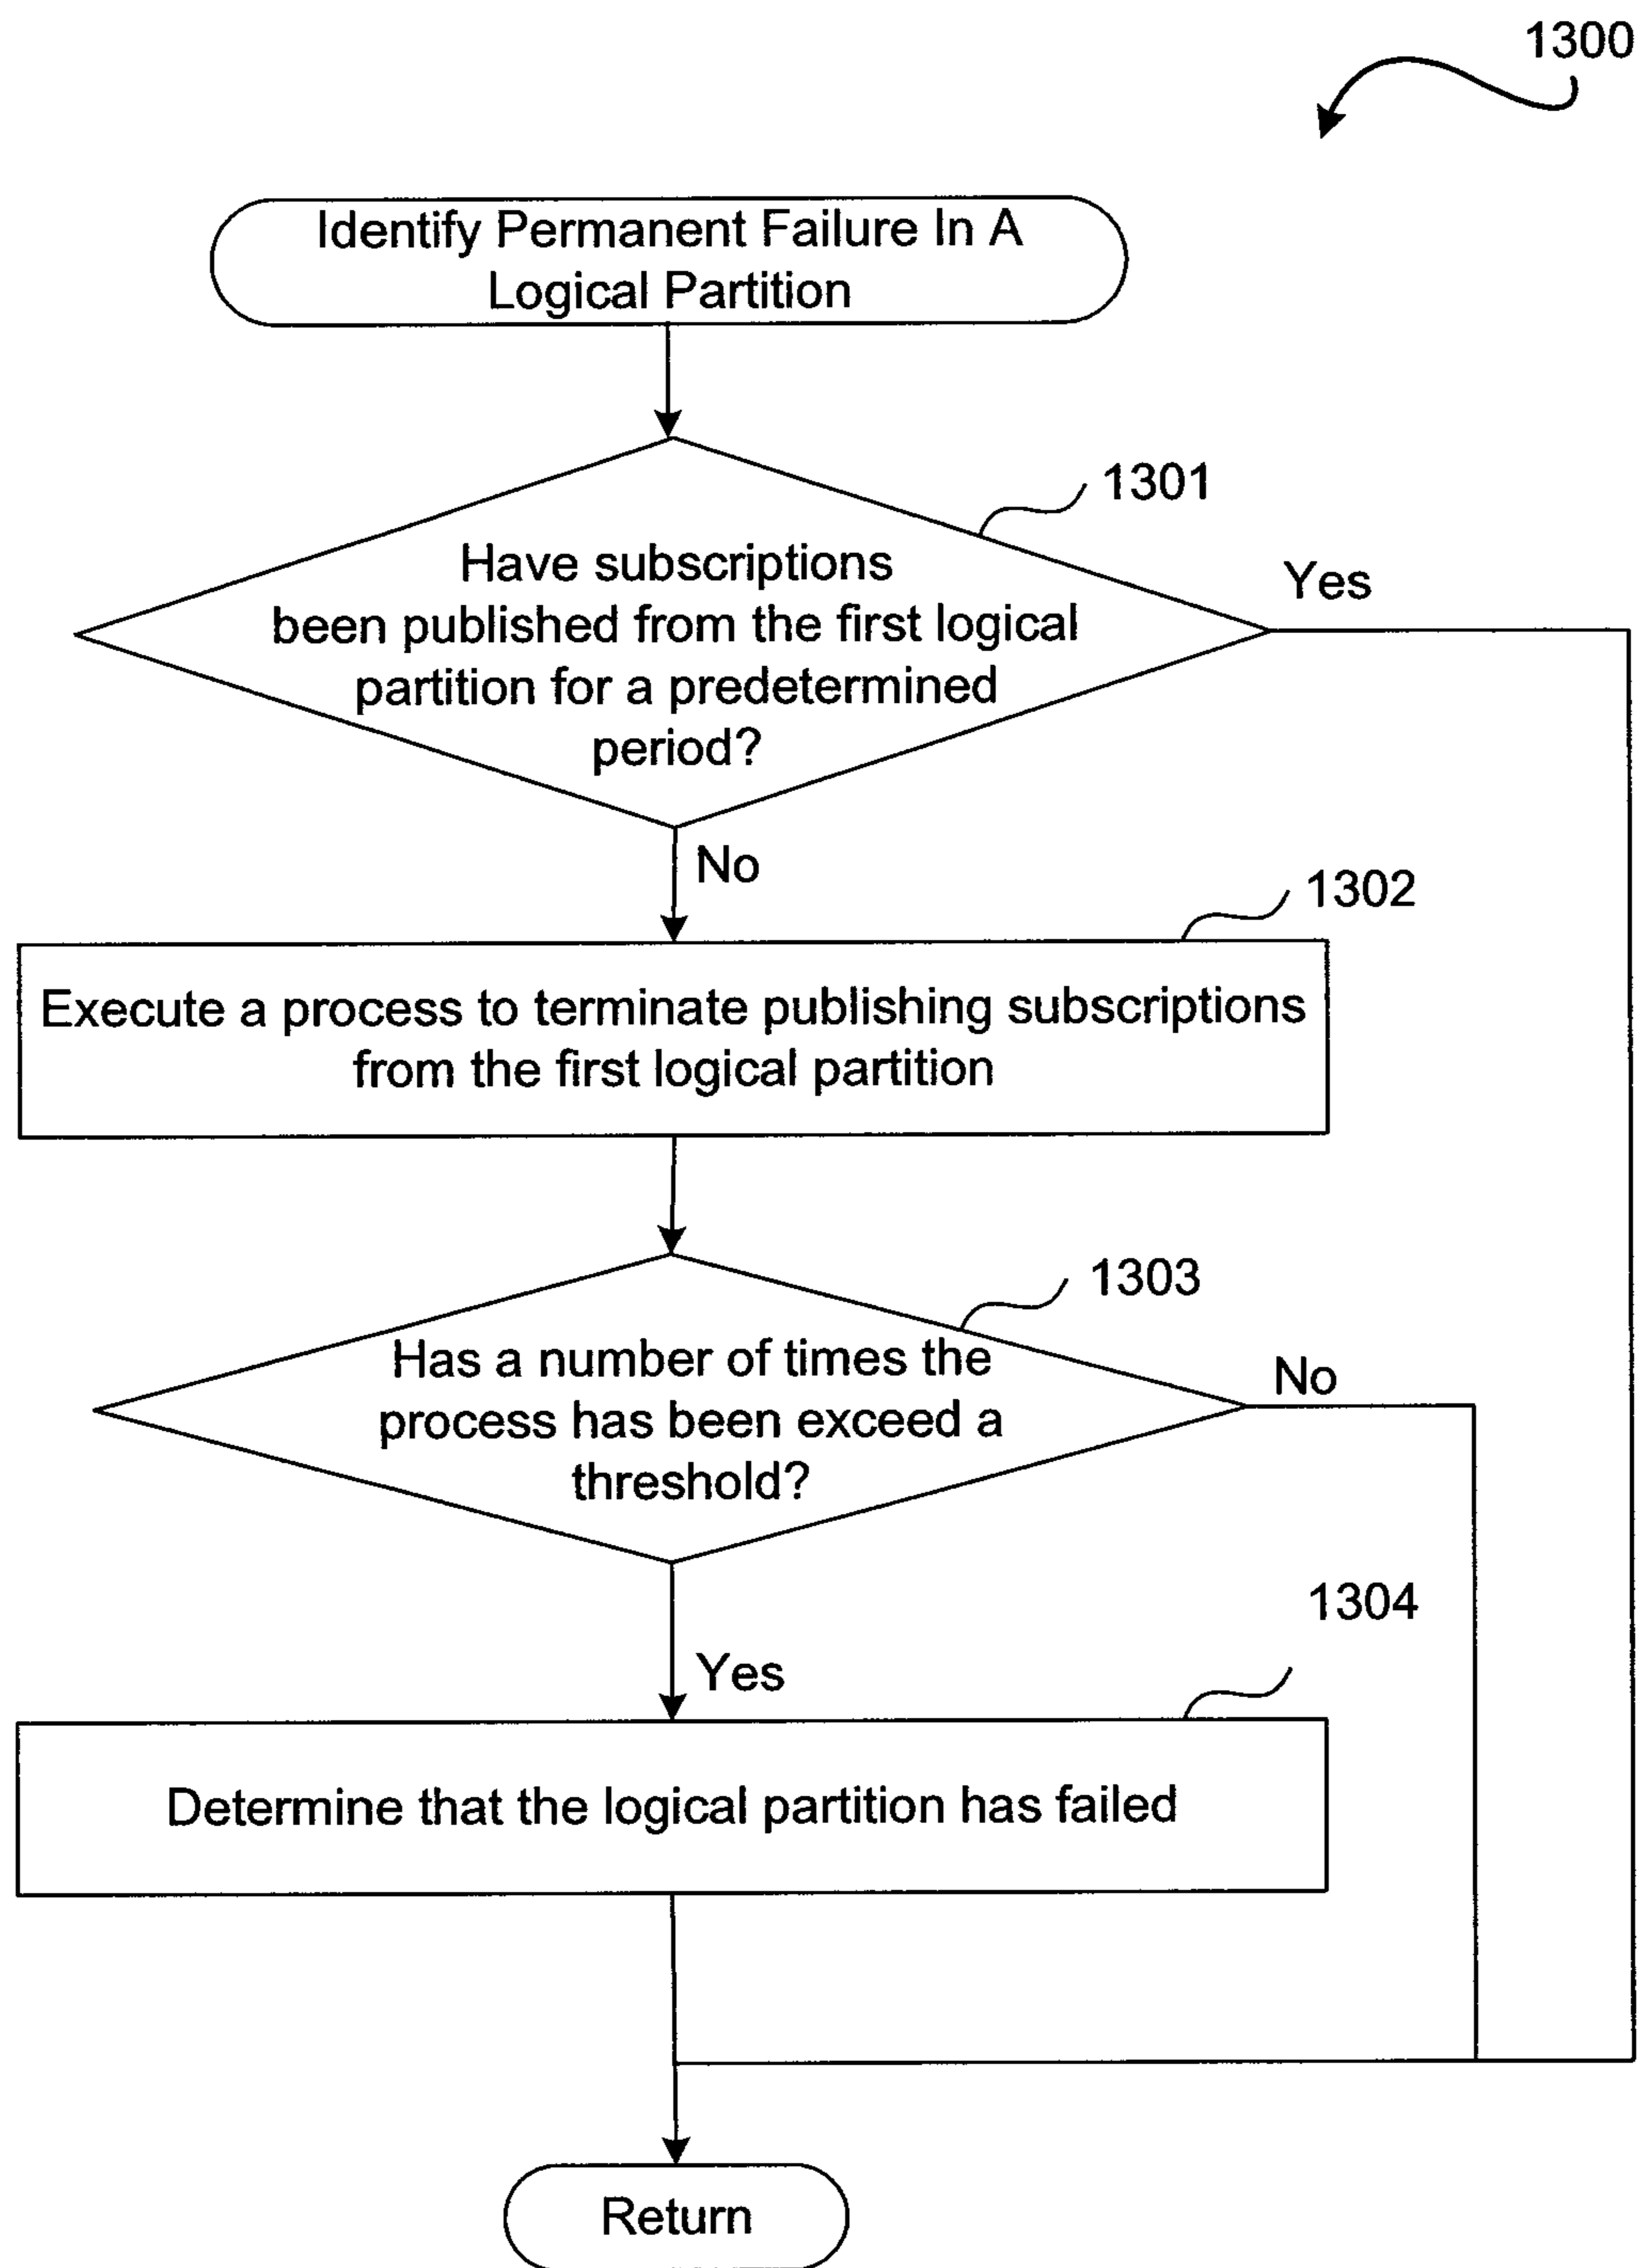 1300
Identify Permanent Failure In A
Logical Partition
1301
Have subscriptions
been published from the first logical
partition for a predetermined
period?
Yes
No
1302
Execute a process to terminate publishing subscriptions
from the first logical partition
1303
Has a number of times the
process has been exceed a
threshold?
No
Yes
1304
Determine that the logical partition has failed
Return